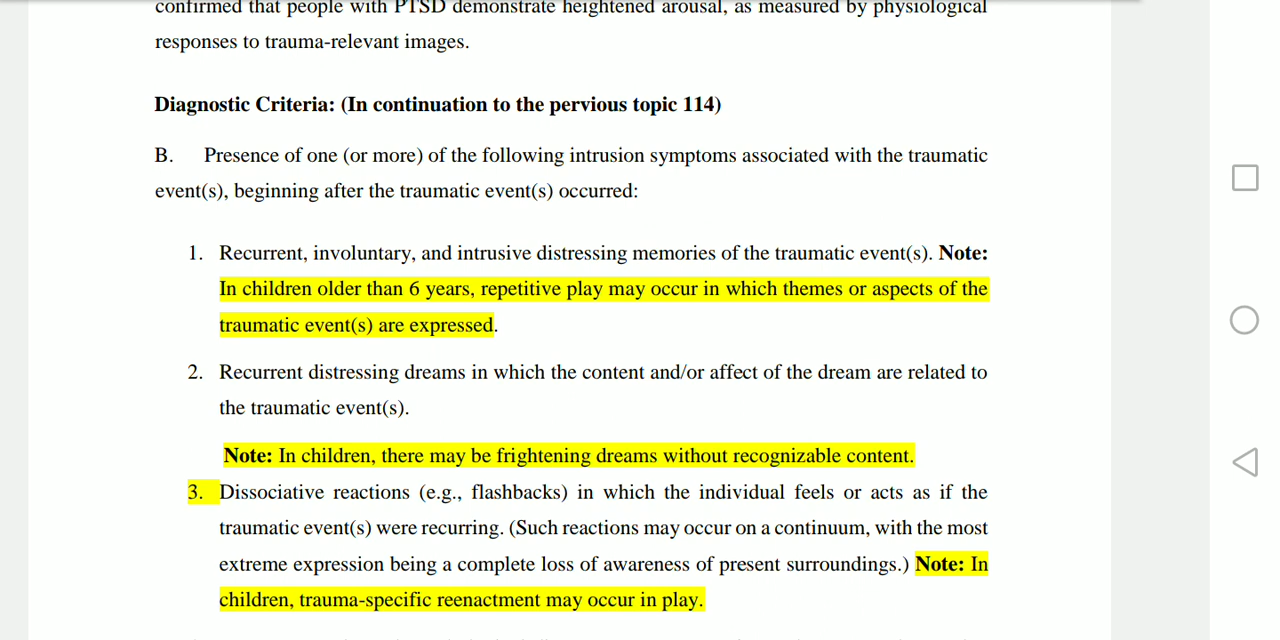 confirmed that people with PTSD demonstrate heightened arousal, as measured by physiological
responses to trauma-relevant images.
Diagnostic Criteria: (In continuation to the pervious topic 114)
B. Presence of one (or more) of the following intrusion symptoms associated with the traumatic
event(s), beginning after the traumatic event(s) occurred:
1. Recurrent, involuntary, and intrusive distressing memories of the traumatic event(s). Note:
In children older than 6 years, repetitive play may occur in which themes or aspects of the
traumatic event(s) are expressed.
2. Recurrent distressing dreams in which the content and/or affect of the dream are related to
the traumatic event(s).
Note: In children, there may be frightening dreams without recognizable content.
3. Dissociative reactions (e.g., flashbacks) in which the individual feels or acts as if the
traumatic event(s) were recurring. (Such reactions may occur on a continuum, with the most
extreme expression being a complete loss of awareness of present surroundings.) Note: In
children, trauma-specific reenactment may occur in play.